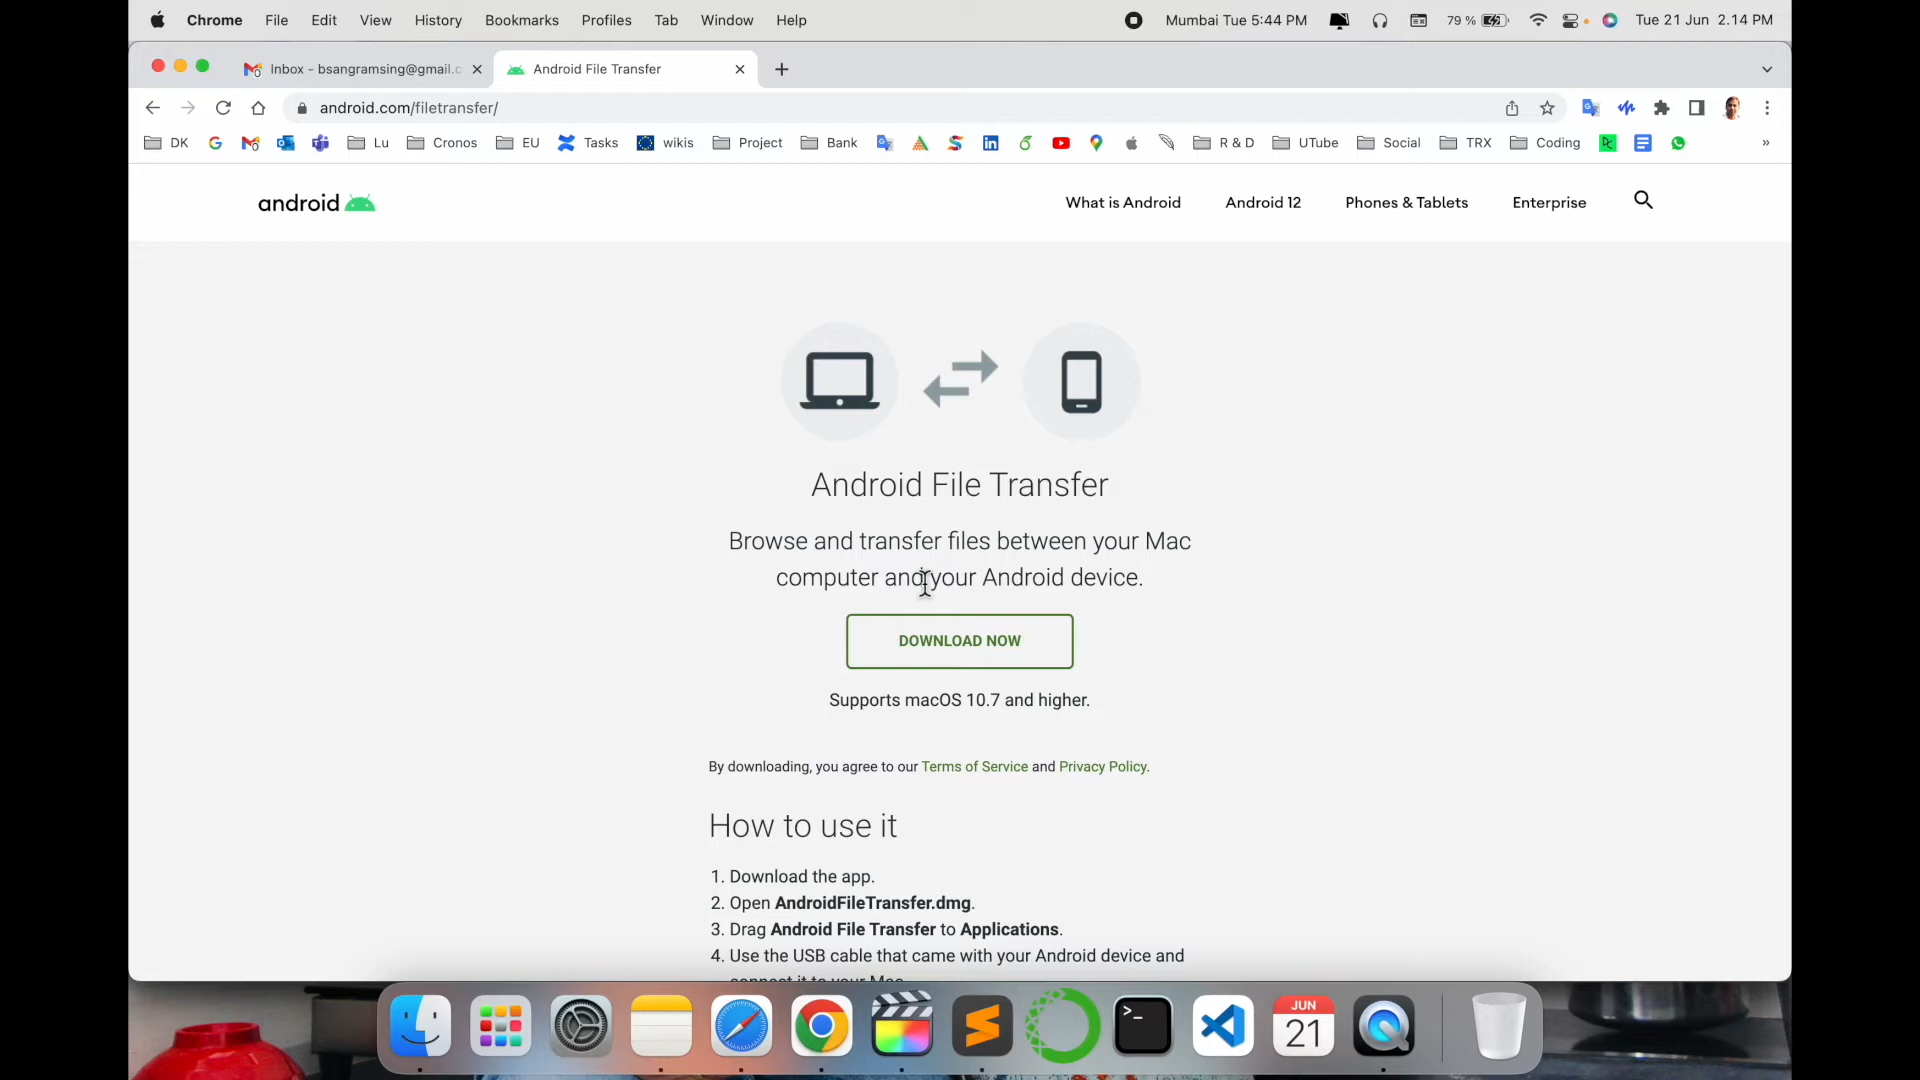 Chrome File Edit View History Bookmarks Profiles Tab Window Help Mumbai Tue 5:44 PM 79 % Tue 21 Jun 2.14 PM
Inbox - bsangramsing@gmail.c Android File Transfer
android.com/filetransfer/
DK Lu Cronos EU Tasks wikis Project Bank R & D UTube Social TRX Coding »
android What is Android Android 12 Phones & Tablets Enterprise
Android File Transfer
Browse and transfer files between your Mac
computer and your Android device.
DOWNLOAD NOW
Supports macOS 10.7 and higher.
By downloading, you agree to our Terms of Service and Privacy Policy.
How to use it
1. Download the app.
2. Open AndroidFileTransfer.dmg.
3. Drag Android File Transfer to Applications.
4. Use the USB cable that came with your Android device and
connect it to your Mac.
JUN
21